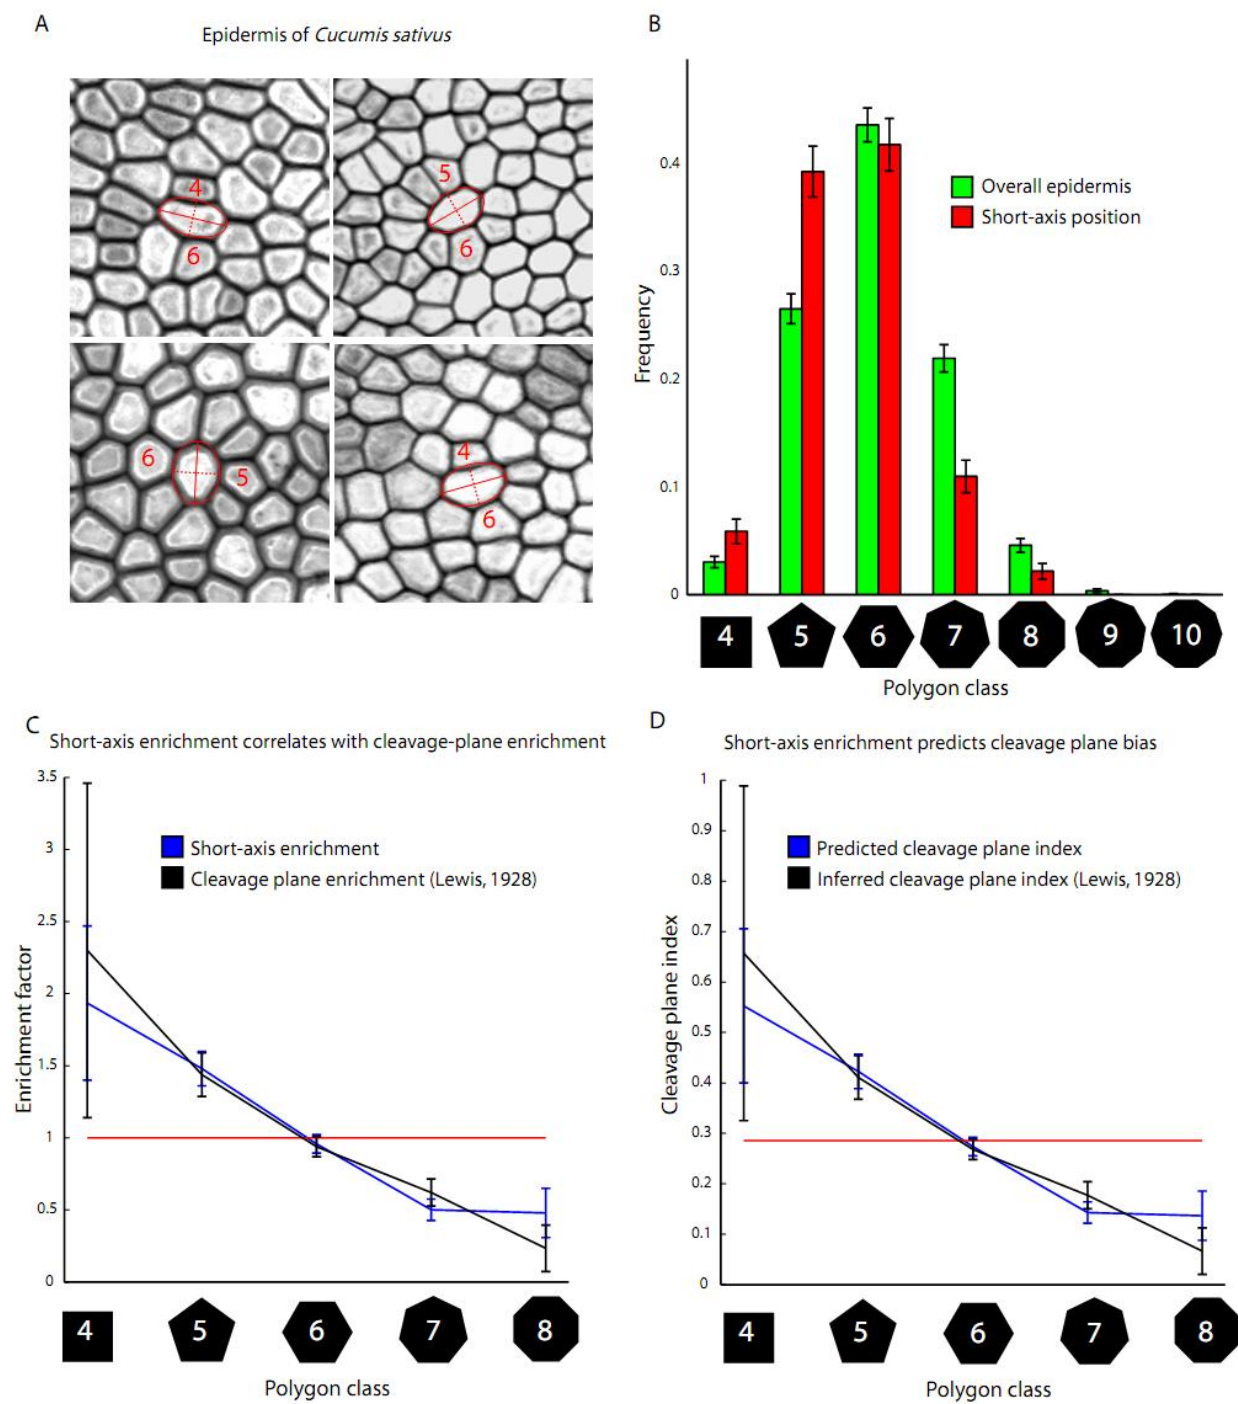 A
Epidermis of Cucumis sativus
4
6
5
6
6
5
4
6
B
Frequency
0.4
0.3
0.2
0.1
0
Overall epidermis
Short-axis position
4 5 6 7 8 9 10
Polygon class
C
Short-axis enrichment correlates with cleavage-plane enrichment
Enrichment factor
3.5
3
2.5
2
1.5
1
0.5
0
Short-axis enrichment
Cleavage plane enrichment (Lewis, 1928)
4 5 6 7 8
Polygon class
D
Short-axis enrichment predicts cleavage plane bias
Cleavage plane index
1
0.9
0.8
0.7
0.6
0.5
0.4
0.3
0.2
0.1
0
Predicted cleavage plane index
Inferred cleavage plane index (Lewis, 1928)
4 5 6 7 8
Polygon class